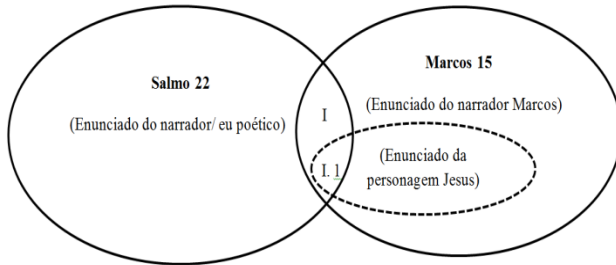 Salmo 22
(Enunciado do narrador/ eu poético)
I
I. 1
Marcos 15
(Enunciado do narrador Marcos)
(Enunciado da
personagem Jesus)